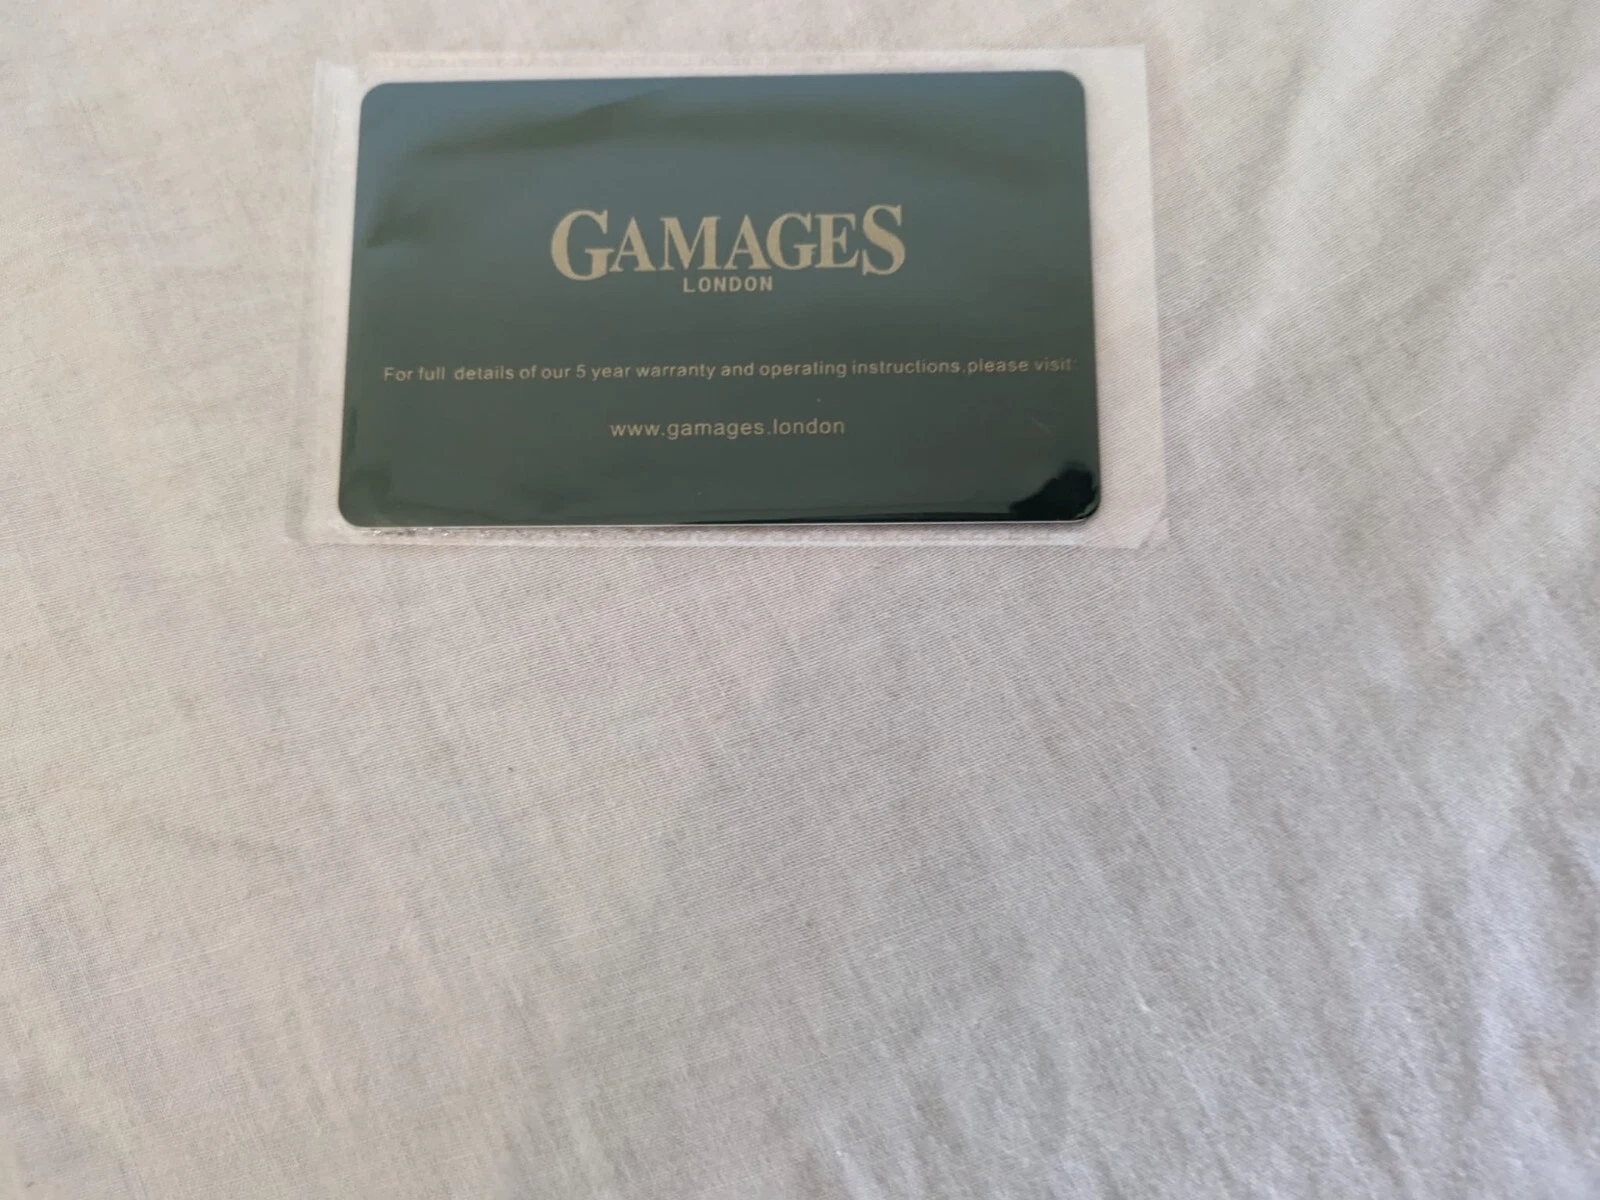 GAMAGES
LONDON
For full details of our 5 year warranty and operating instructions,please visit:
www.gamages.london